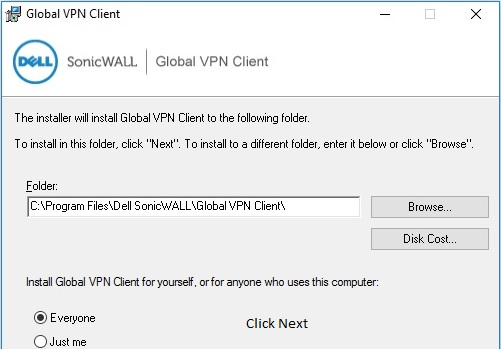 Global VPN Client
DELL SonicWALL Global VPN Client
The installer will install Global VPN Client to the following folder.
To install in this folder, click "Next". To install to a different folder, enter it below or click "Browse".
Folder:
C:\Program Files\Dell SonicWALL\Global VPN Client\
Browse...
Disk Cost...
Install Global VPN Client for yourself, or for anyone who uses this computer:
Everyone
Click Next
Just me